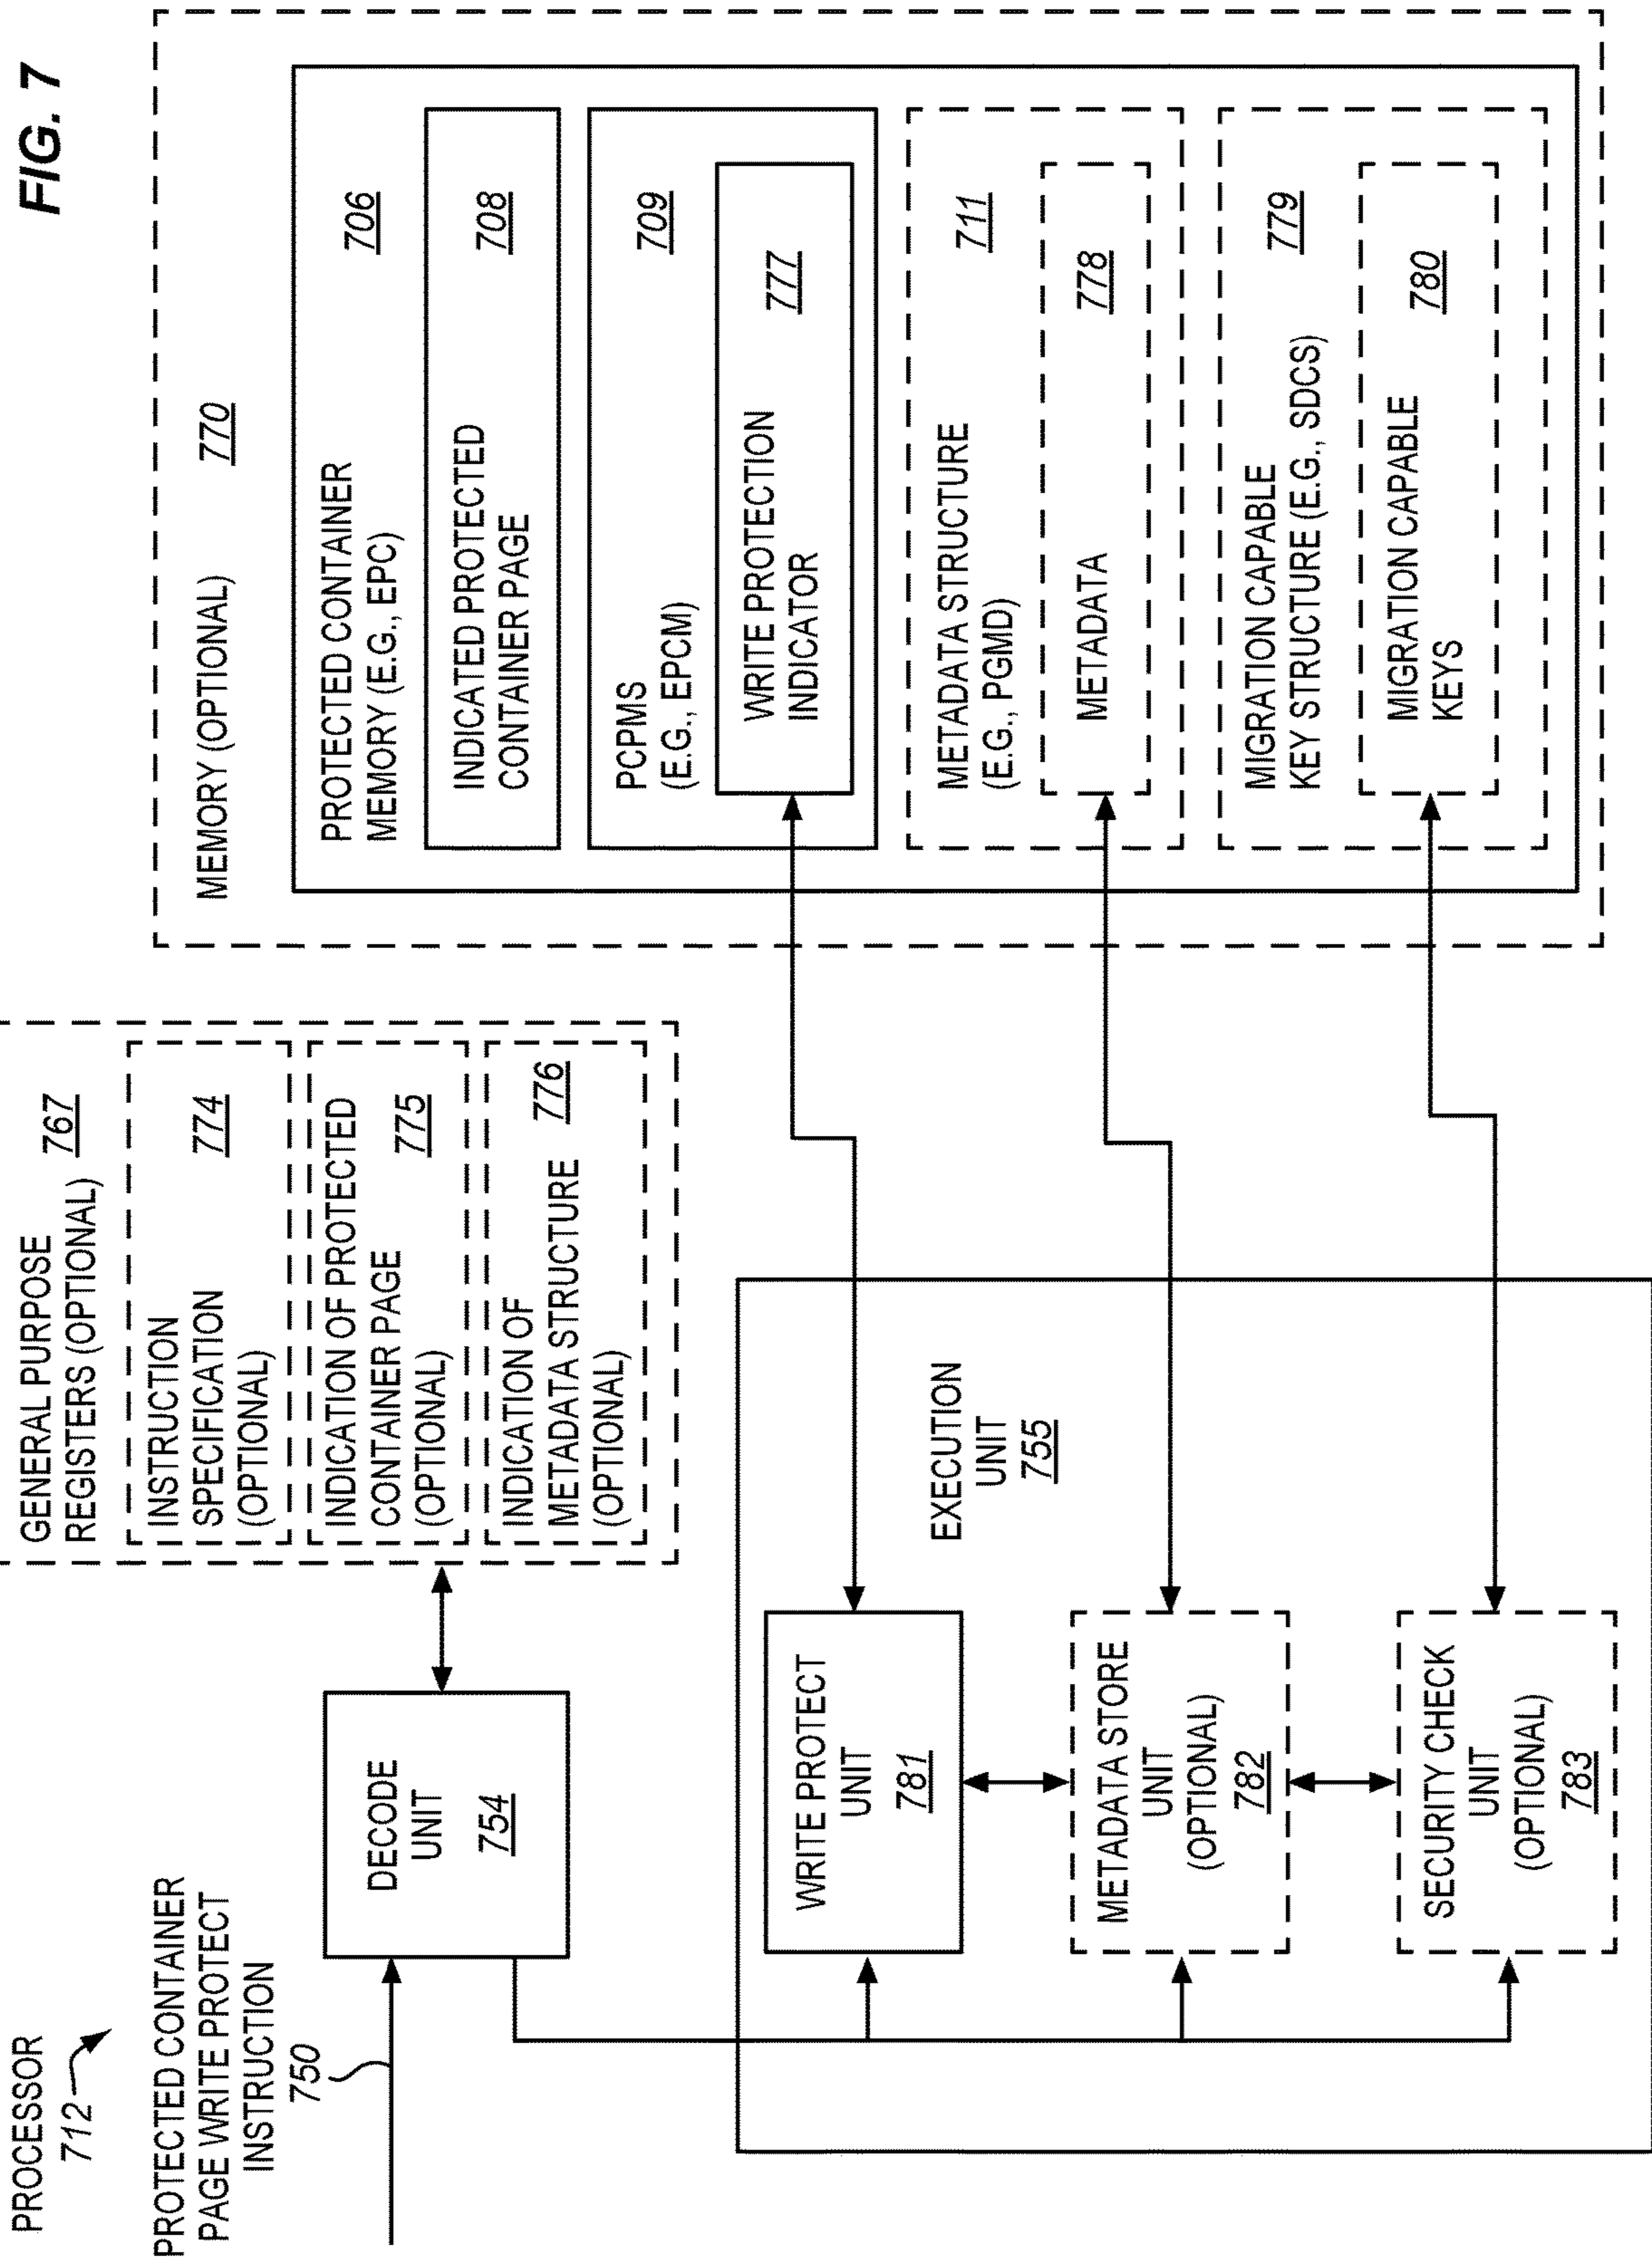 FIG. 7
PROCESSOR
712
PROTECTED CONTAINER
PAGE WRITE PROTECT
INSTRUCTION
750
DECODE
UNIT
754
GENERAL PURPOSE
REGISTERS (OPTIONAL)
767
INSTRUCTION
SPECIFICATION
(OPTIONAL)
774
INDICATION OF PROTECTED
CONTAINER PAGE
(OPTIONAL)
775
INDICATION OF
METADATA STRUCTURE
(OPTIONAL)
776
EXECUTION
UNIT
755
WRITE PROTECT
UNIT
781
METADATA STORE
UNIT
(OPTIONAL)
782
SECURITY CHECK
UNIT
(OPTIONAL)
783
MEMORY (OPTIONAL)
770
PROTECTED CONTAINER
MEMORY (E.G., EPC)
706
INDICATED PROTECTED
CONTAINER PAGE
708
PCPMS
(E.G., EPCM)
709
WRITE PROTECTION
INDICATOR
777
METADATA STRUCTURE
(E.G., PGMD)
711
METADATA
778
MIGRATION CAPABLE
KEY STRUCTURE (E.G., SDCS)
779
MIGRATION CAPABLE
KEYS
780